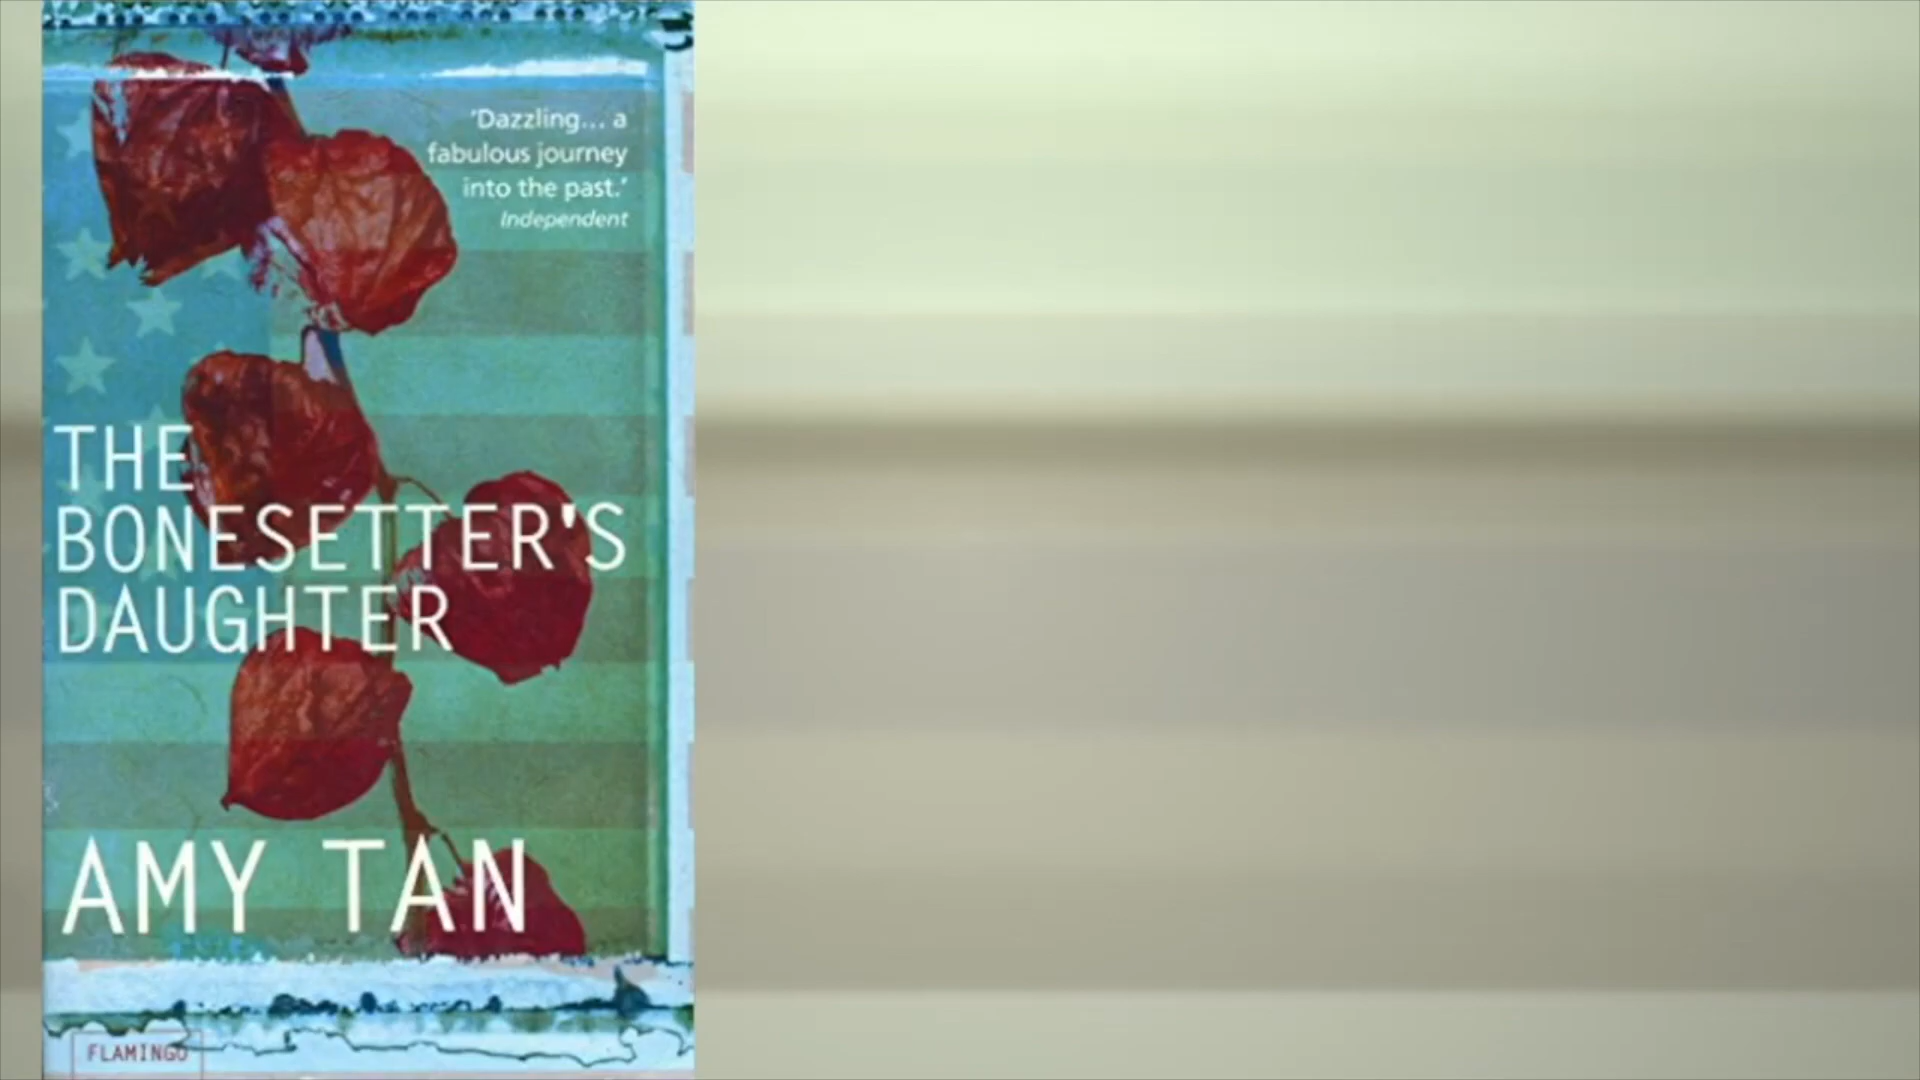 'Dazzling... a
fabulous journey
into the past.'
Independent
THE
BONESETTER'S
DAUGHTER
AMY TAN
FLAMINGO